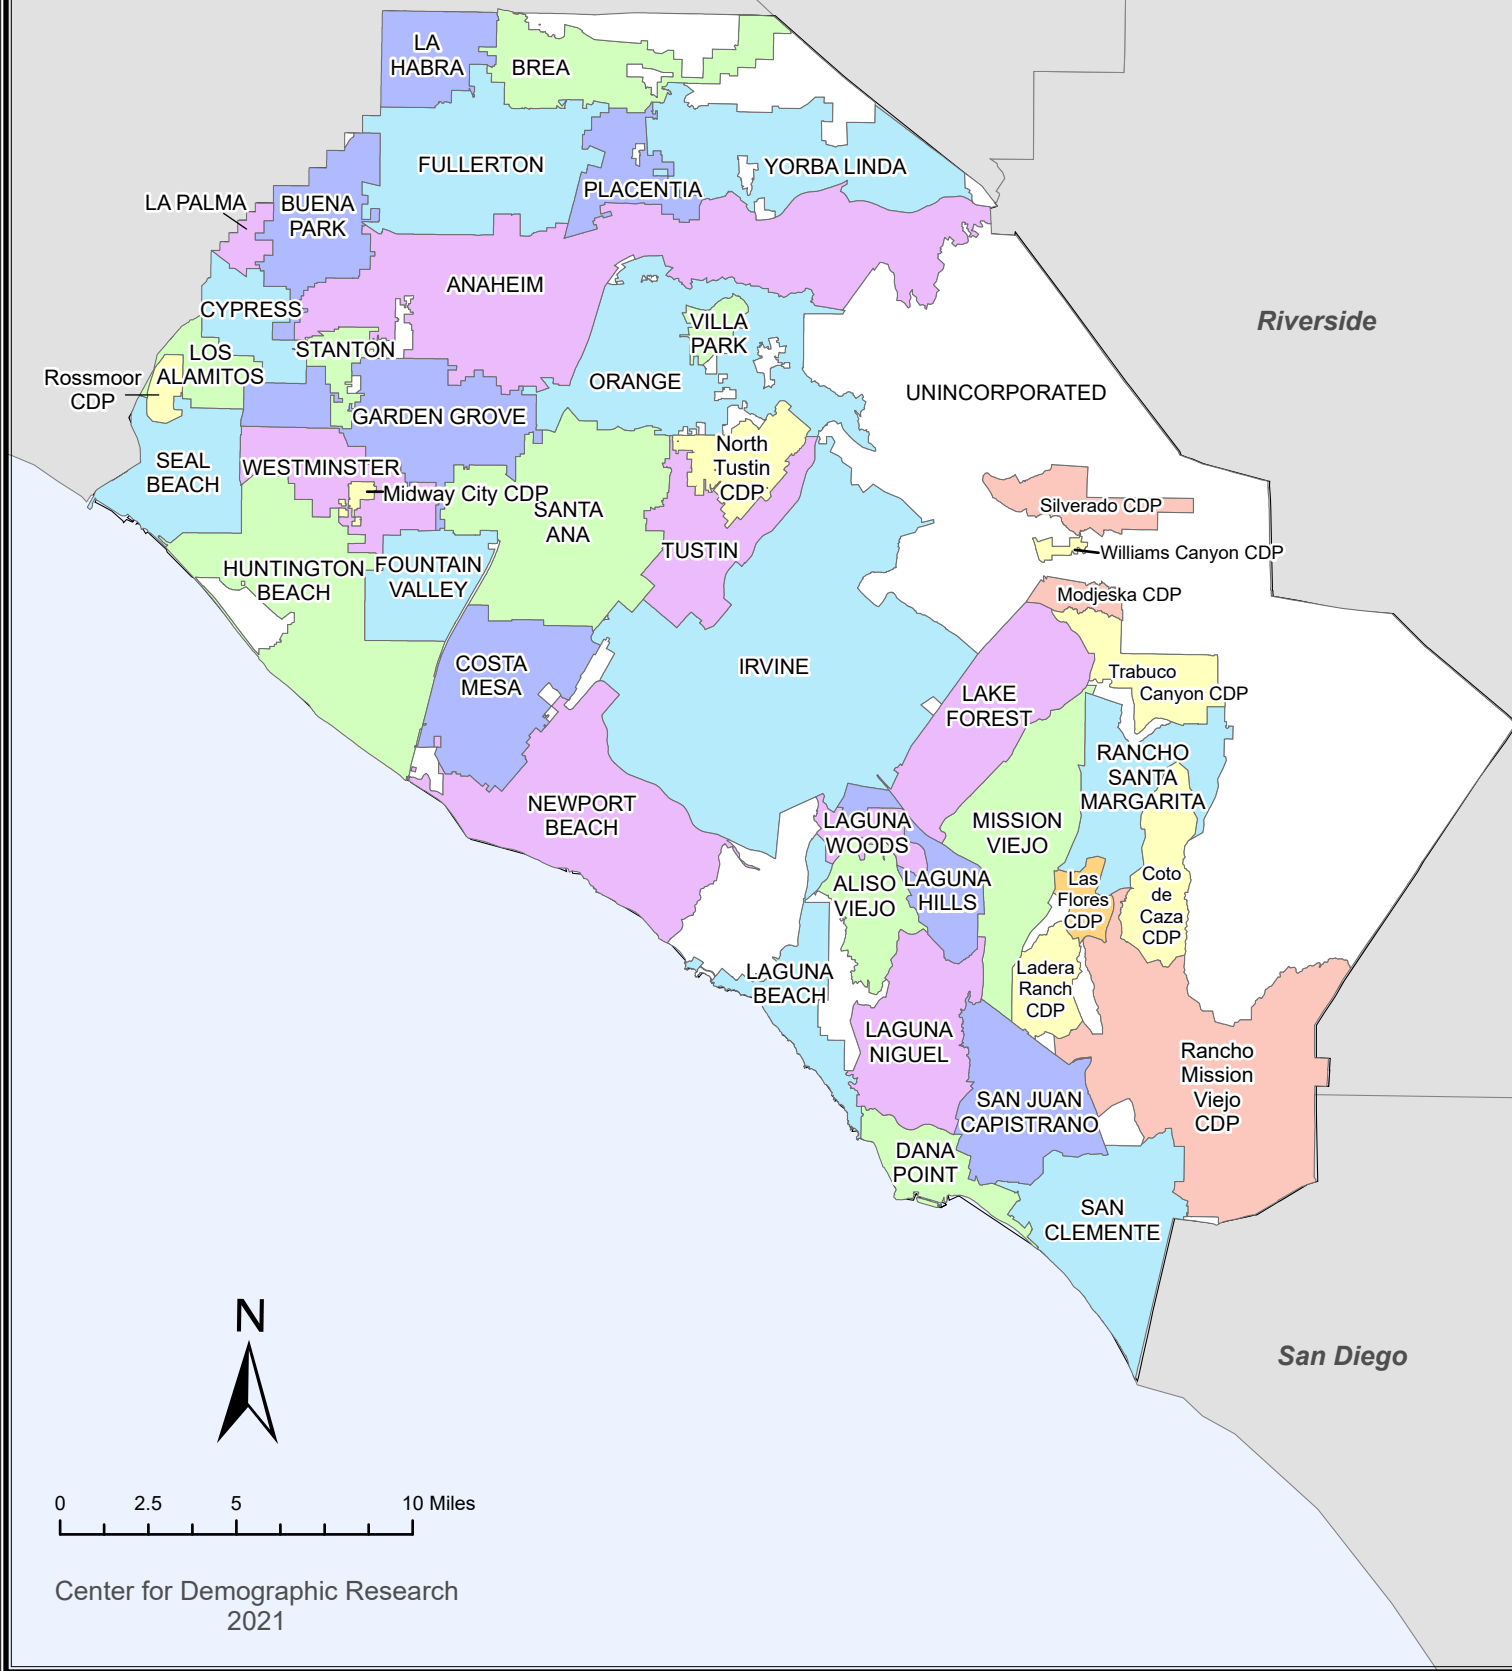 LA
HABRA
BREA
FULLERTON
YORBA LINDA
PLACENTIA
LA PALMA
BUENA
PARK
ANAHEIM
CYPRESS
Riverside
VILLA
PARK
STANTON
LOS
ALAMITOS
Rossmoor
CDP
ORANGE
UNINCORPORATED
GARDEN GROVE
North
Tustin
CDP
SEAL
BEACH
WESTMINSTER
Midway City CDP
SANTA
ANA
Silverado CDP
TUSTIN
Williams Canyon CDP
HUNTINGTON
BEACH
FOUNTAIN
VALLEY
Modjeska CDP
COSTA
MESA
IRVINE
Trabuco
Canyon CDP
LAKE
FOREST
RANCHO
SANTA
MARGARITA
NEWPORT
BEACH
LAGUNA
WOODS
MISSION
VIEJO
ALISO
VIEJO
LAGUNA
HILLS
Las
Flores
CDP
Coto
de
Caza
CDP
LAGUNA
BEACH
Ladera
Ranch
CDP
LAGUNA
NIGUEL
Rancho
Mission
Viejo
CDP
SAN JUAN
CAPISTRANO
DANA
POINT
SAN
CLEMENTE
San Diego
N
0 2.5 5 10 Miles
Center for Demographic Research
2021